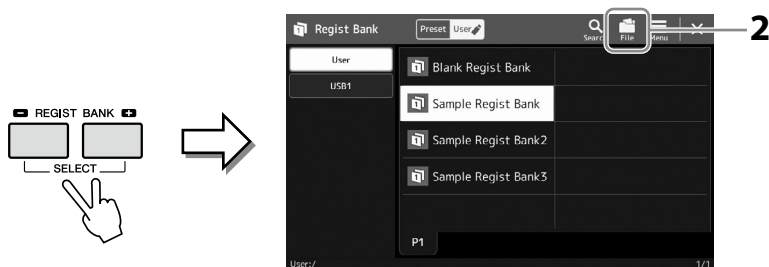 Regist Bank
Preset User
Search File Menu
2
User
USB1
Blank Regist Bank
Sample Regist Bank
Sample Regist Bank2
Sample Regist Bank3
P1
User:/
1/1
- REGIST BANK +
SELECT